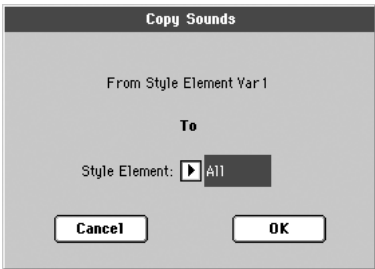 Copy Sounds
From Style Element Var1
To
Style Element: All
Cancel OK